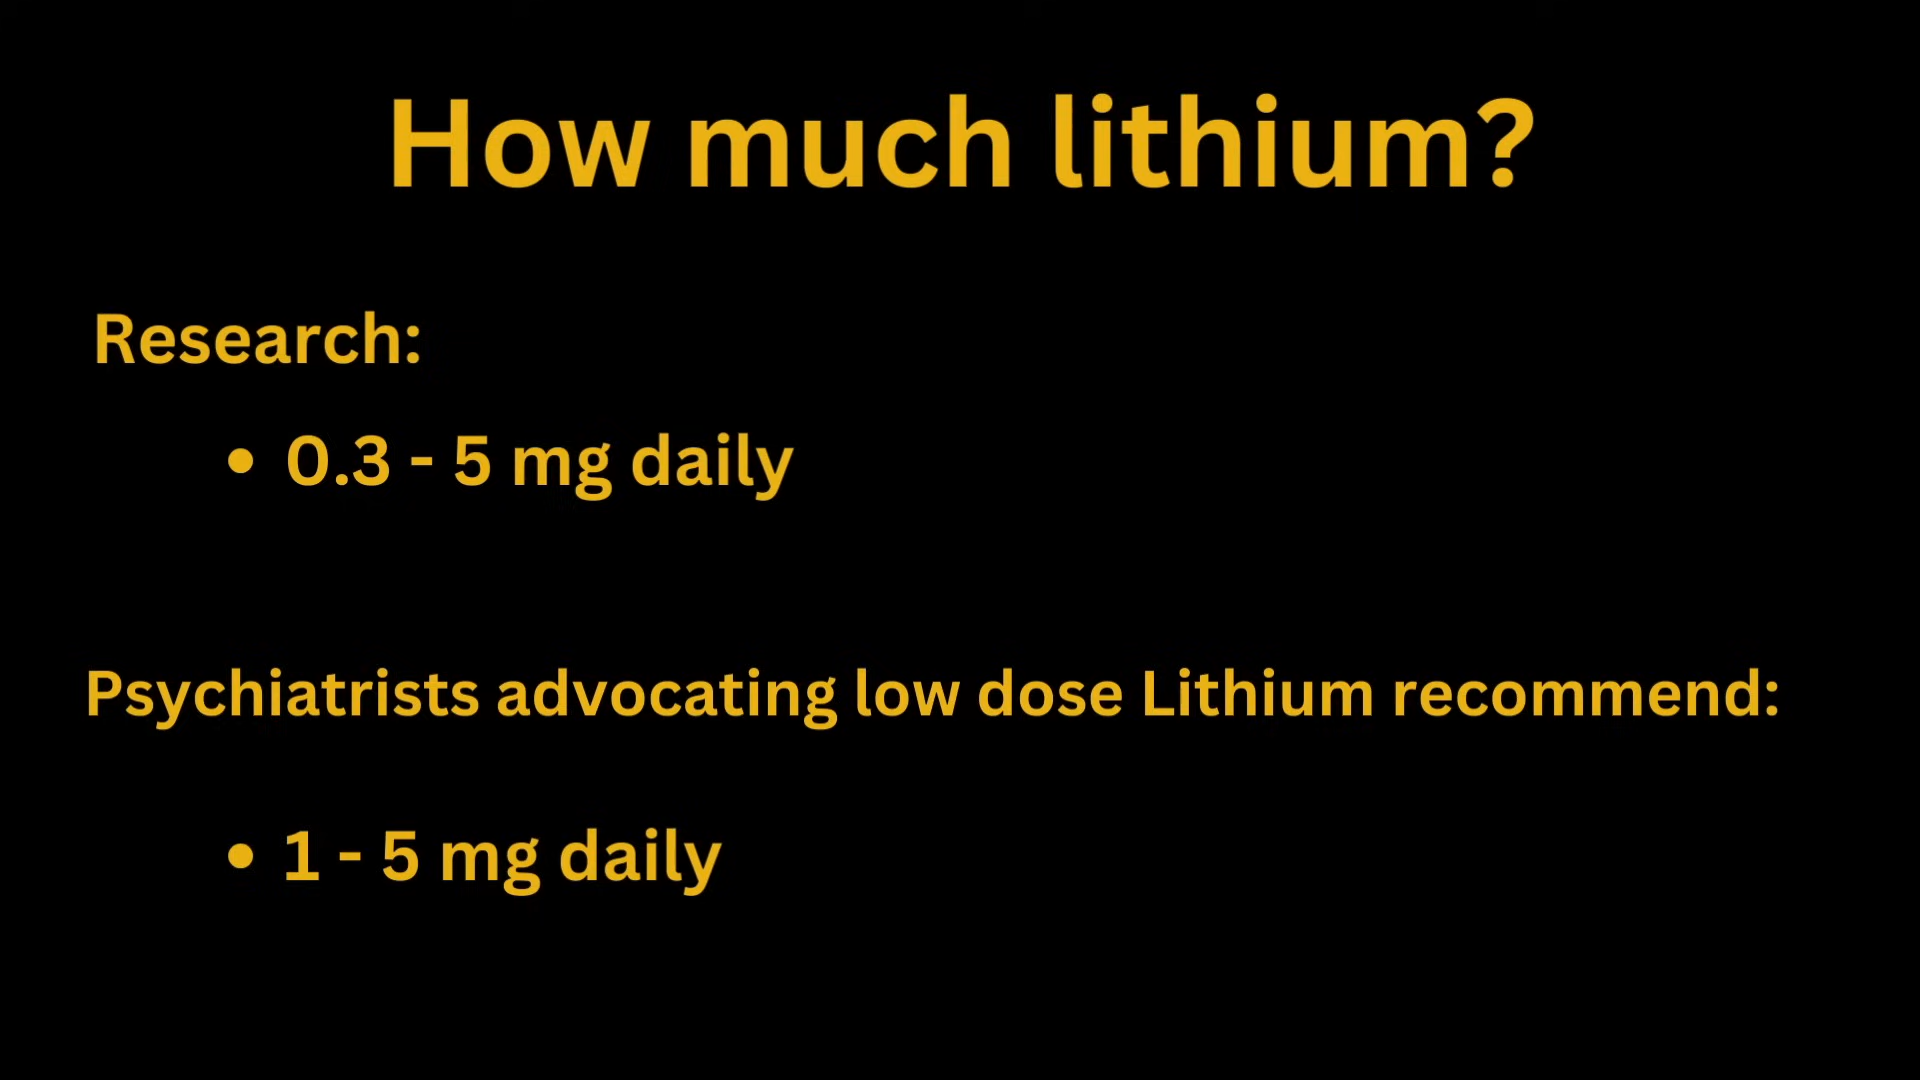 How much lithium?
Research:
• 0.3 - 5 mg daily
Psychiatrists advocating low dose Lithium recommend:
• 1 - 5 mg daily